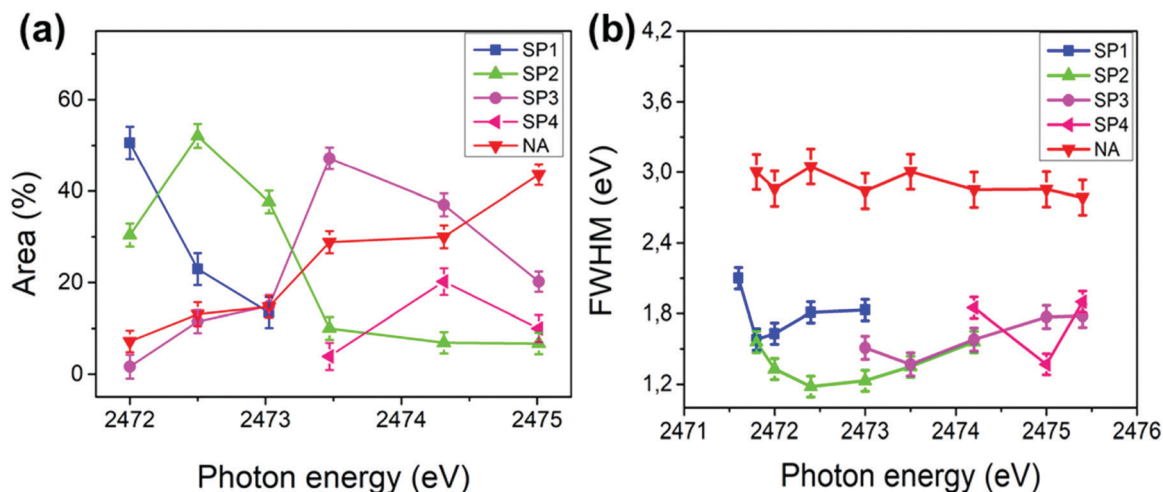 (a)
Area (%)
60
40
20
0
2472
2473
2474
2475
Photon energy (eV)
SP1
SP2
SP3
SP4
NA
(b)
FWHM (eV)
4,2
3,6
3,0
2,4
1,8
1,2
2471
2472
2473
2474
2475
2476
Photon energy (eV)
SP1
SP2
SP3
SP4
NA